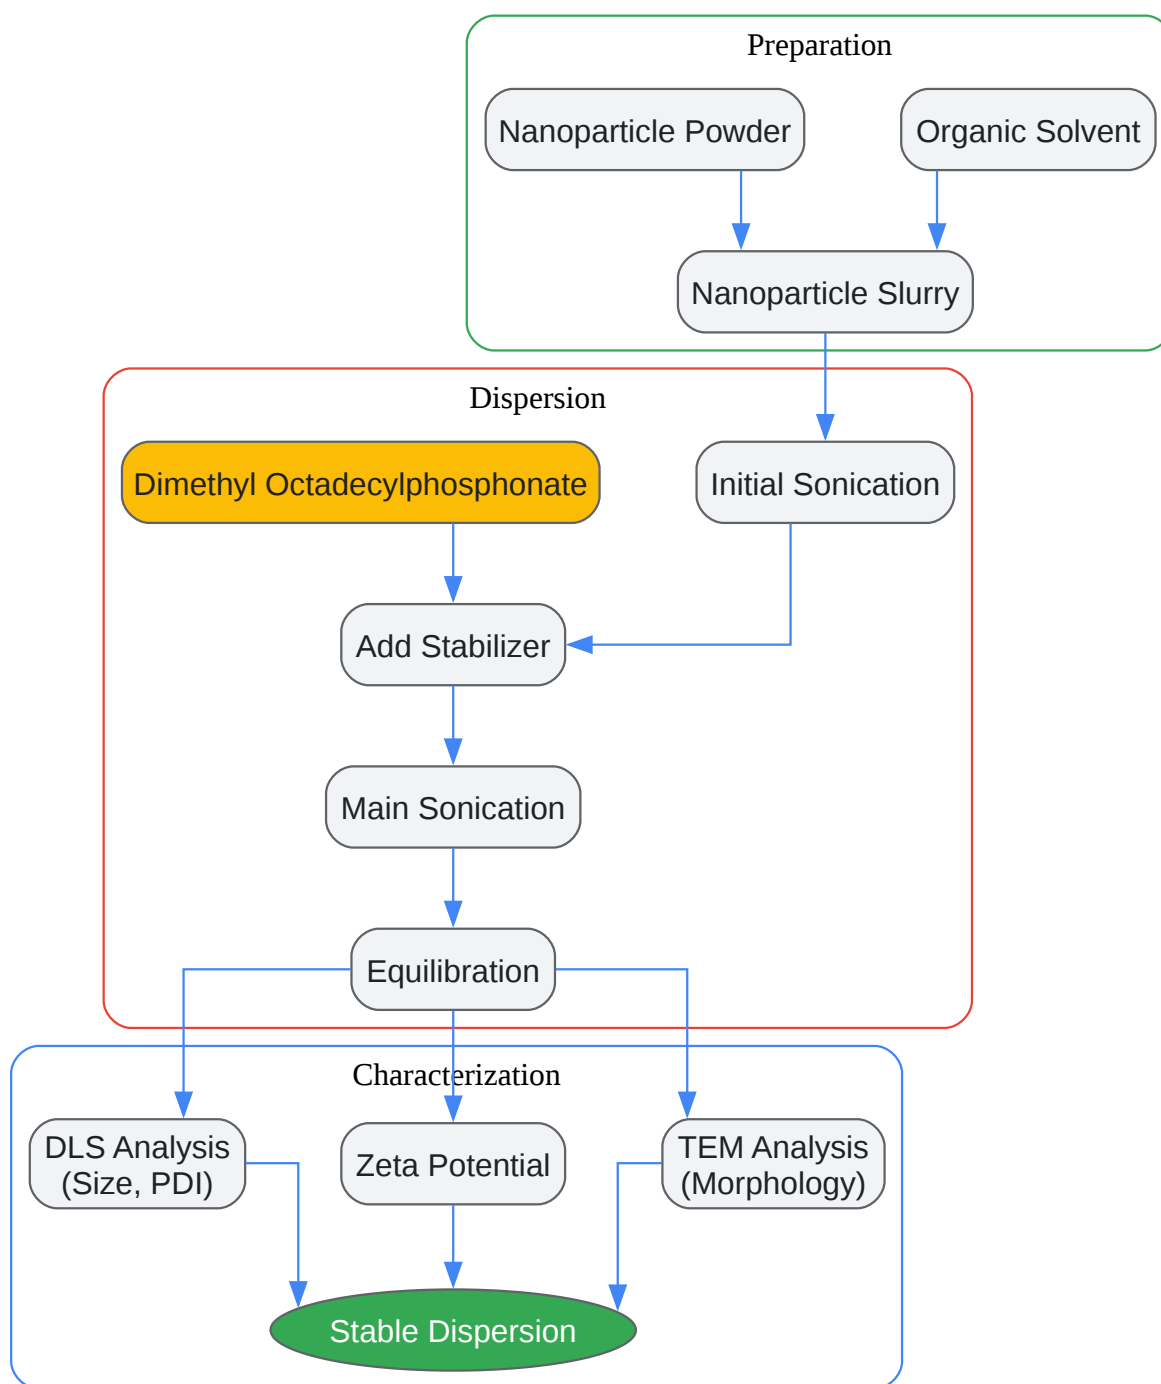 Preparation
Nanoparticle Powder
Organic Solvent
Nanoparticle Slurry
Dispersion
Dimethyl Octadecylphosphonate
Initial Sonication
Add Stabilizer
Main Sonication
Equilibration
Characterization
DLS Analysis
(Size, PDI)
Zeta Potential
TEM Analysis
(Morphology)
Stable Dispersion